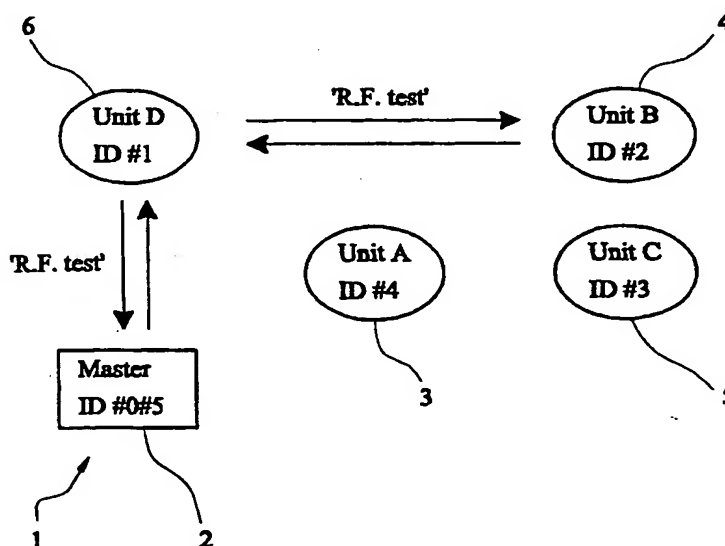 6
4
Unit D
ID #1
'R.F. test'
Unit B
ID #2
Unit A
ID #4
Unit C
ID #3
'R.F. test'
Master
ID #0#5
3
1
2